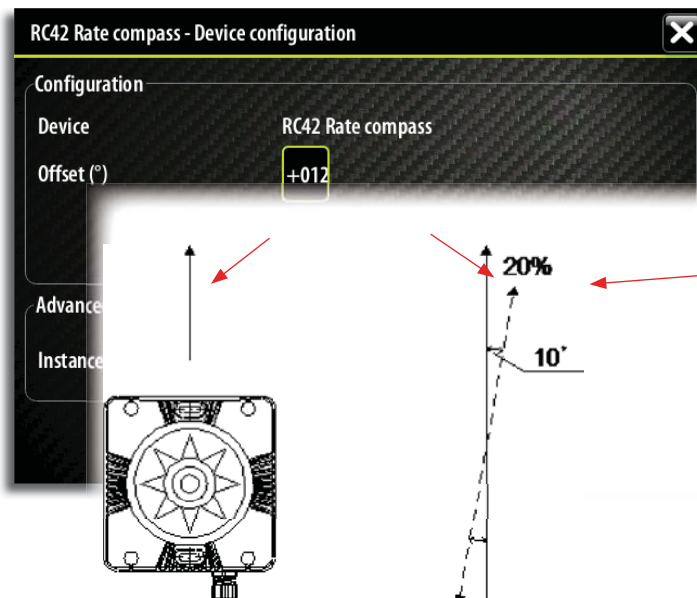 RC42 Rate compass - Device configuration
Configuration
Device RC42 Rate compass
Offset (°) +012
20%
Advance
10°
Instance